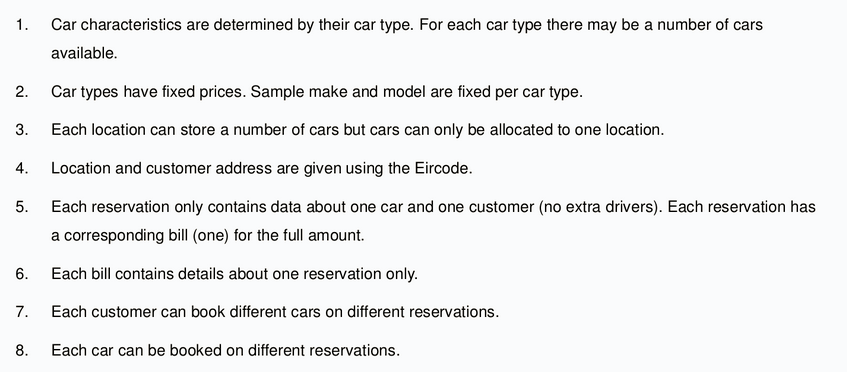 1. Car characteristics are determined by their car type. For each car type there may be a number of cars
available.
2. Car types have fixed prices. Sample make and model are fixed per car type.
3. Each location can store a number of cars but cars can only be allocated to one location.
4. Location and customer address are given using the Eircode.
5. Each reservation only contains data about one car and one customer (no extra drivers). Each reservation has
a corresponding bill (one) for the full amount.
6. Each bill contains details about one reservation only.
7. Each customer can book different cars on different reservations.
8. Each car can be booked on different reservations.